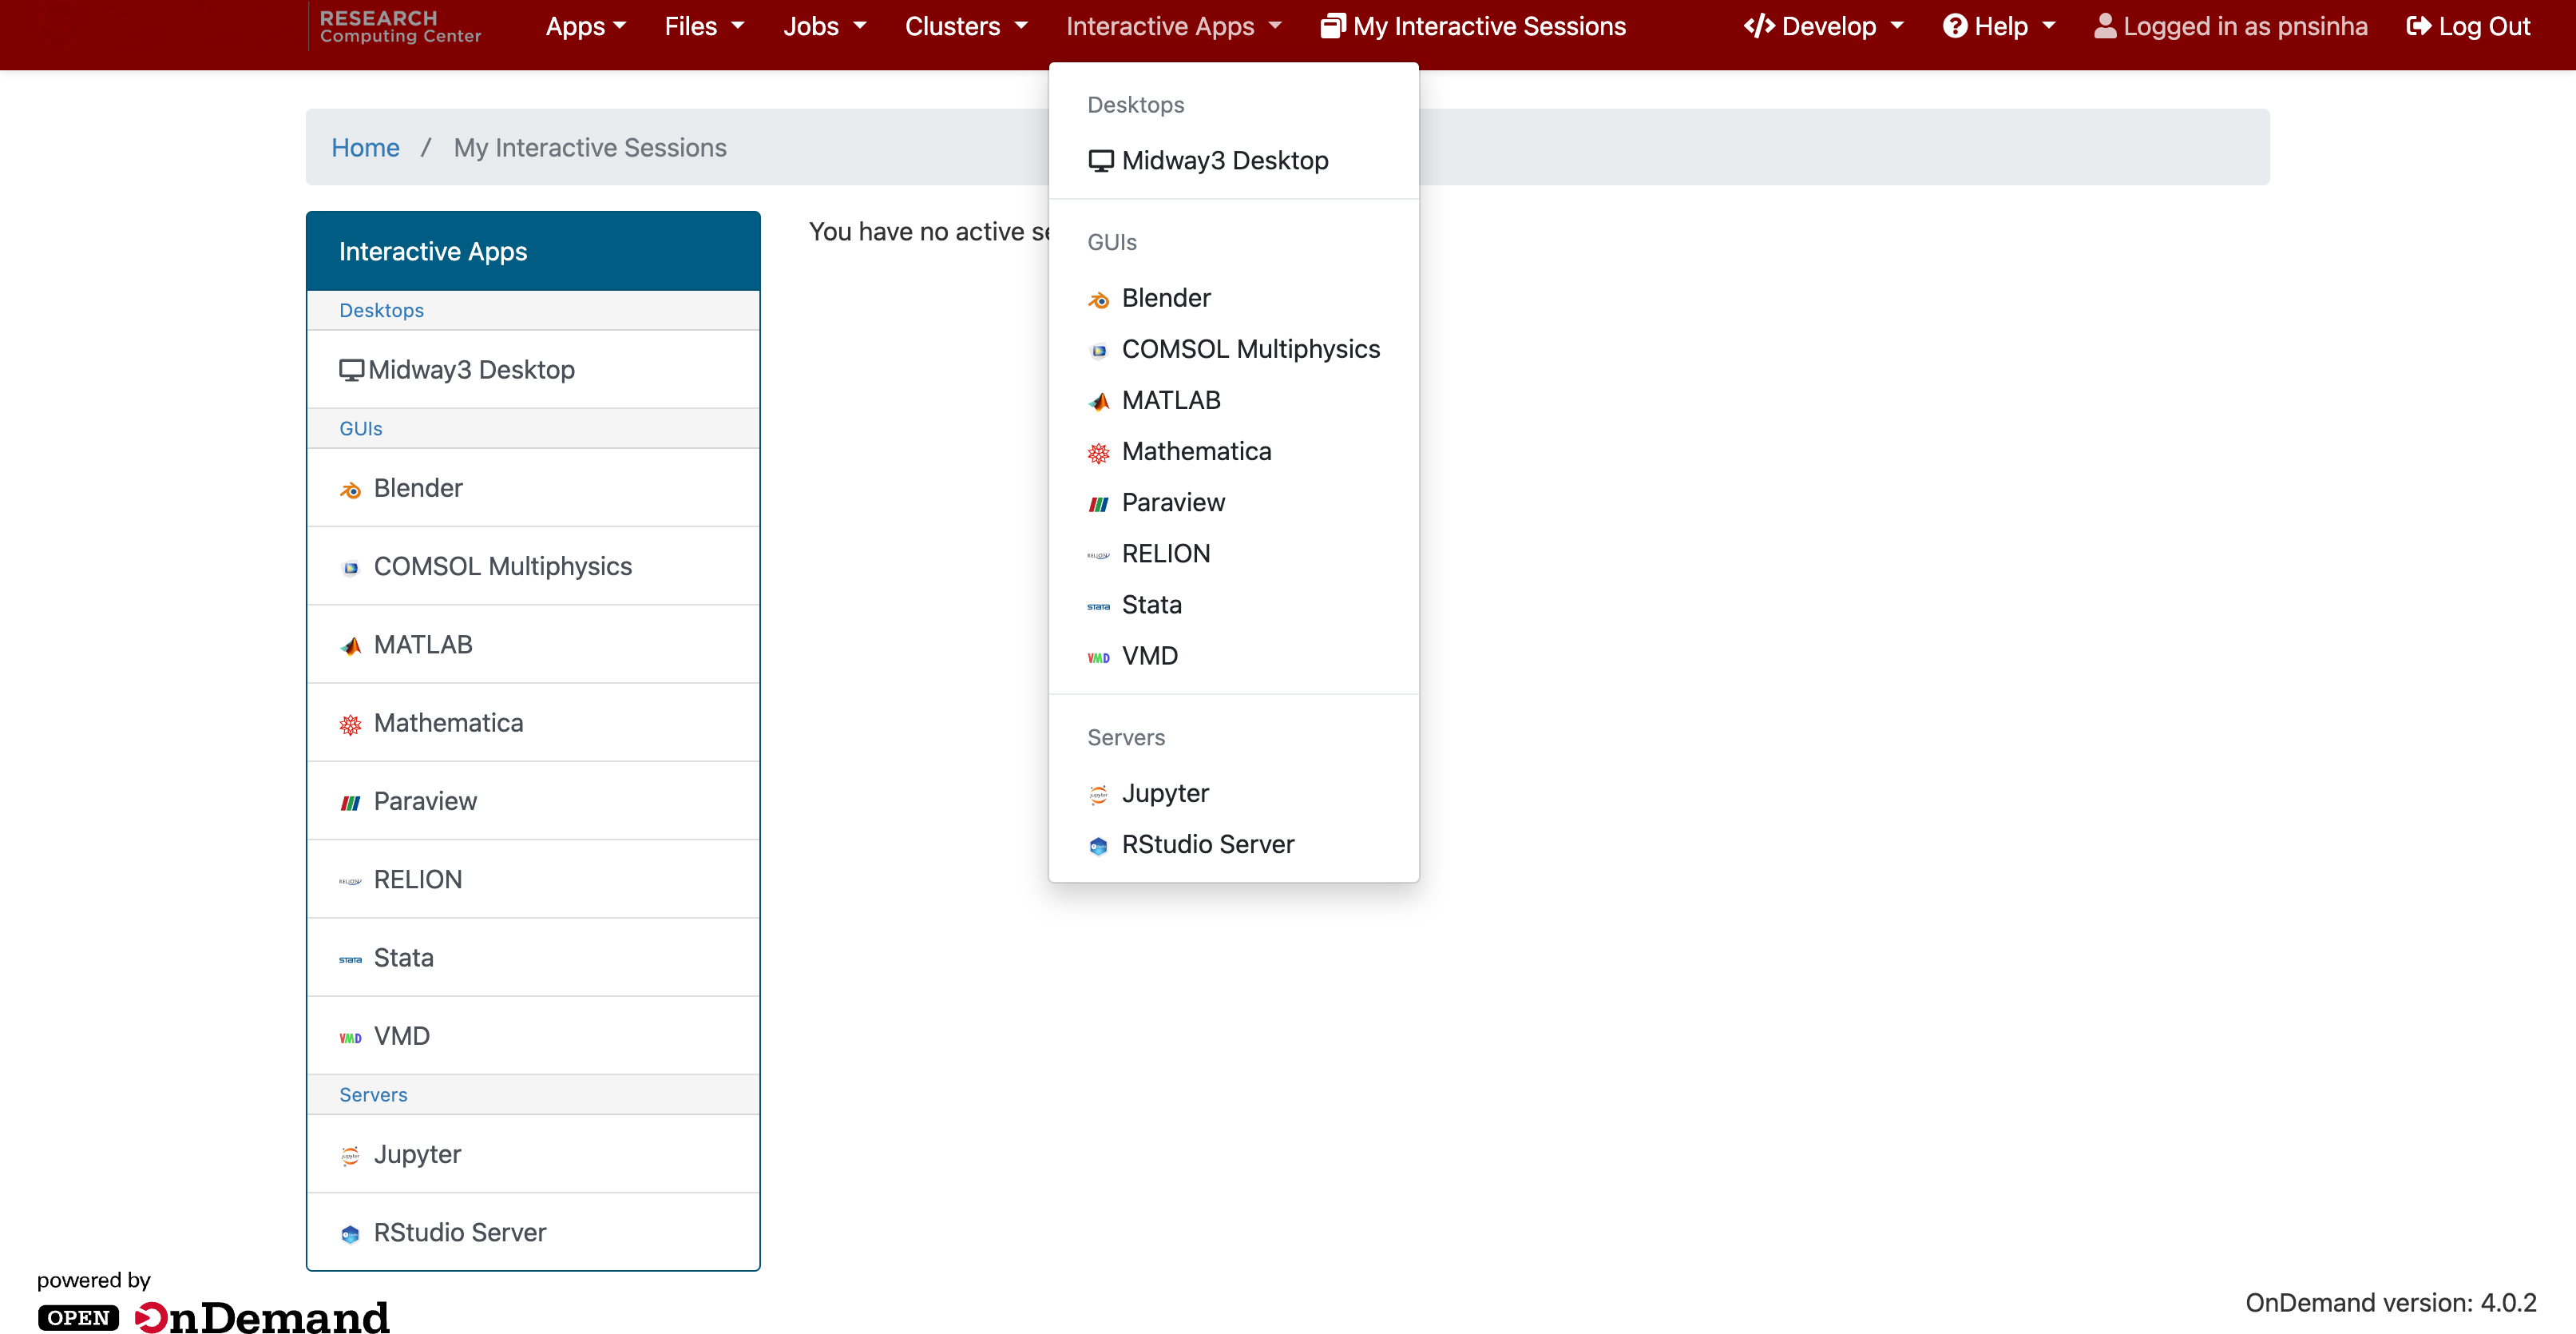 RESEARCH
Computing Center
Apps Files Jobs Clusters Interactive Apps My Interactive Sessions </> Develop Help Logged in as pnsinha Log Out
Home / My Interactive Sessions
Interactive Apps
Desktops
Midway3 Desktop
GUIs
Blender
COMSOL Multiphysics
MATLAB
Mathematica
Paraview
RELION
Stata
VMD
Servers
Jupyter
RStudio Server
You have no active
Desktops
Midway3 Desktop
GUIs
Blender
COMSOL Multiphysics
MATLAB
Mathematica
Paraview
RELION
Stata
VMD
Servers
Jupyter
RStudio Server
powered by
OPEN OnDemand
OnDemand version: 4.0.2